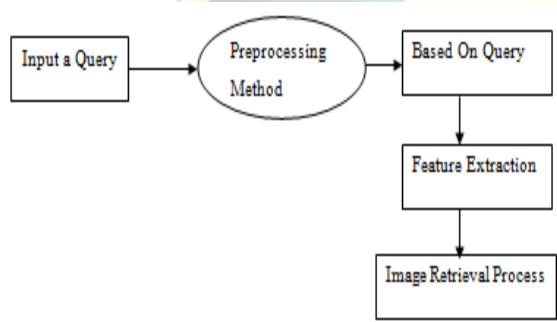 Input a Query
Preprocessing
Method
Based On Query
Feature Extraction
Image Retrieval Process